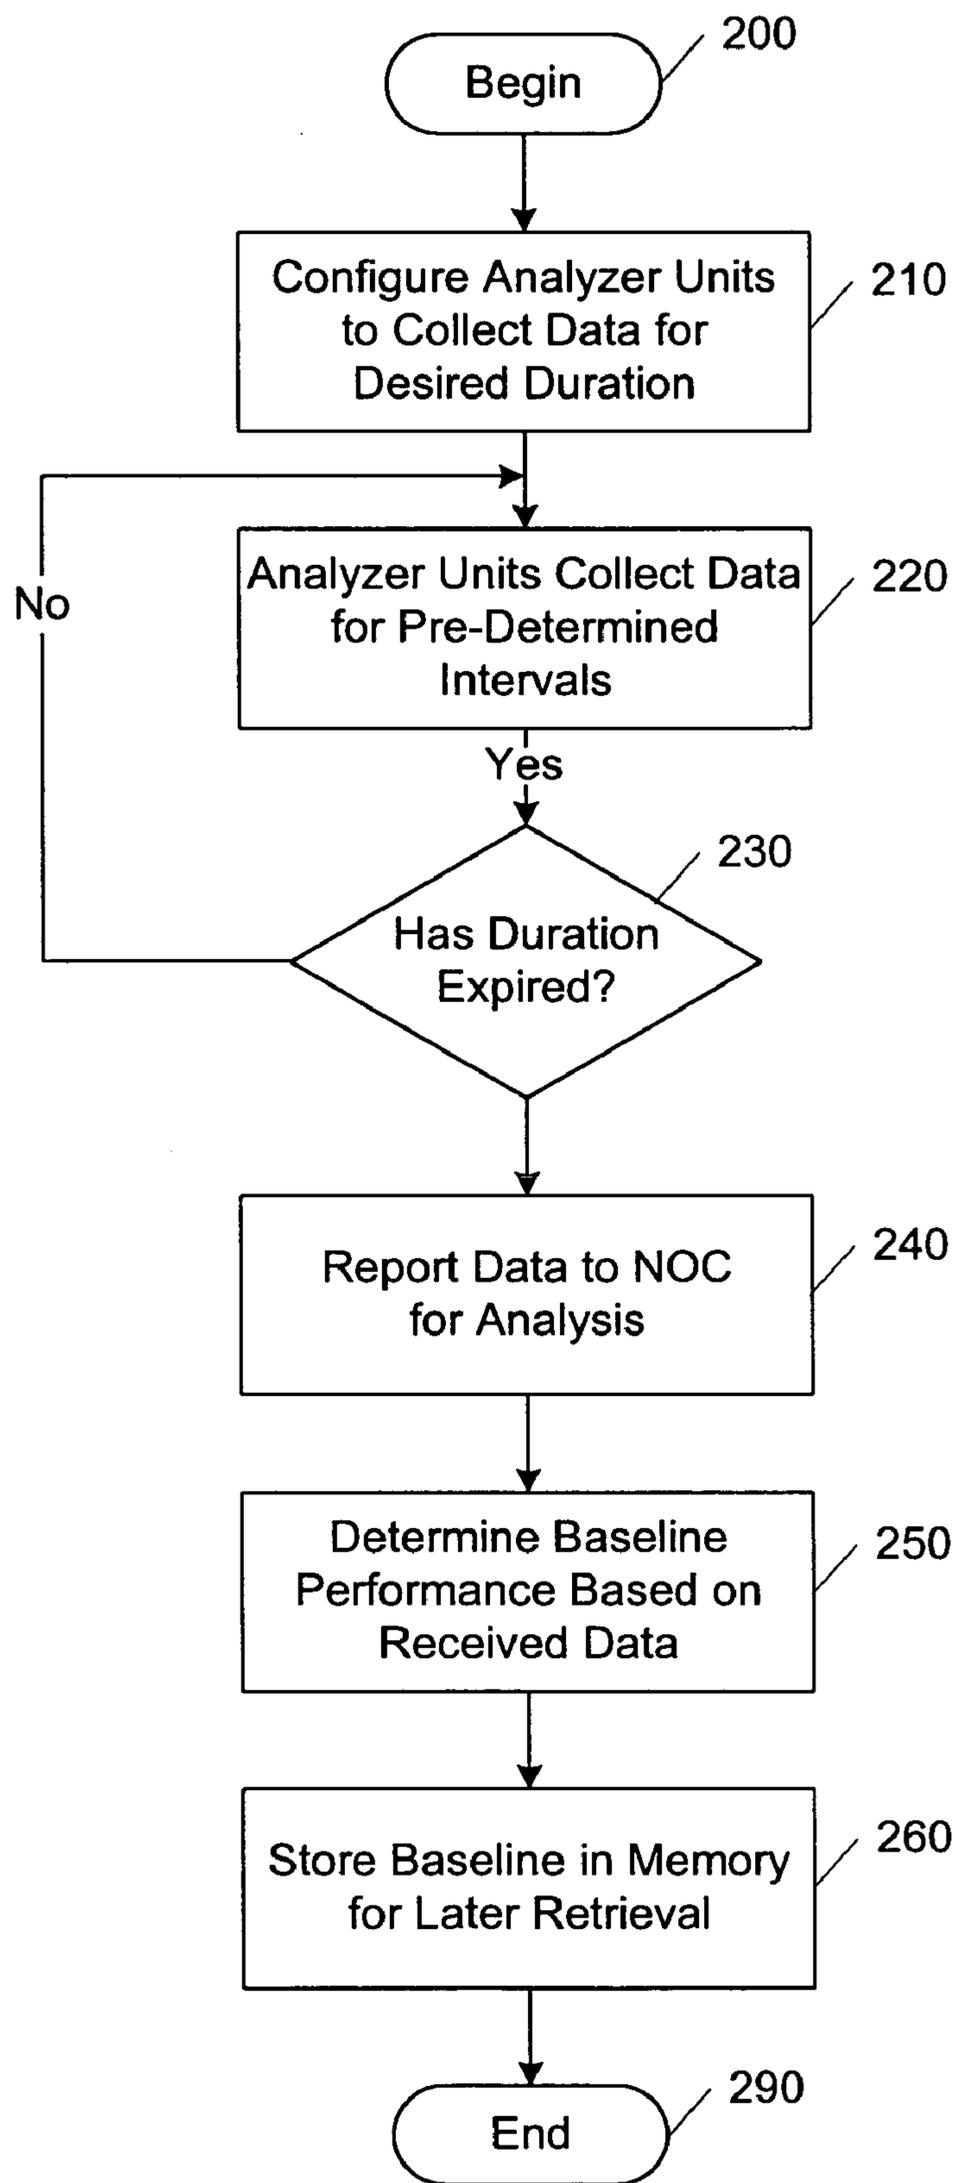 200
Begin
210
Configure Analyzer Units
to Collect Data for
Desired Duration
220
Analyzer Units Collect Data
for Pre-Determined
Intervals
No
Yes
230
Has Duration
Expired?
240
Report Data to NOC
for Analysis
250
Determine Baseline
Performance Based on
Received Data
260
Store Baseline in Memory
for Later Retrieval
290
End